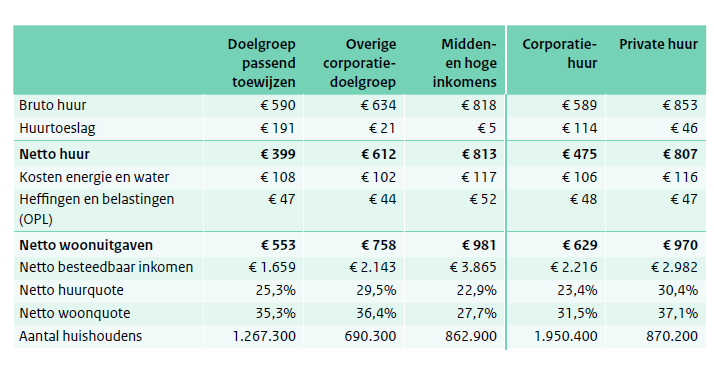 Doelgroep passend toewijzen Overige corporatie-doelgroep Midden- en hoge inkomens Corporatie-huur Private huur
Bruto huur € 590 € 634 € 818 € 589 € 853
Huurtoeslag € 191 € 21 € 5 € 114 € 46
Netto huur € 399 € 612 € 813 € 475 € 807
Kosten energie en water € 108 € 102 € 117 € 106 € 116
Heffingen en belastingen (OPL) € 47 € 44 € 52 € 48 € 47
Netto woonuitgaven € 553 € 758 € 981 € 629 € 970
Netto besteedbaar inkomen € 1.659 € 2.143 € 3.865 € 2.216 € 2.982
Netto huurquote 25,3% 29,5% 22,9% 23,4% 30,4%
Netto woonquote 35,3% 36,4% 27,7% 31,5% 37,1%
Aantal huishoudens 1.267.300 690.300 862.900 1.950.400 870.200